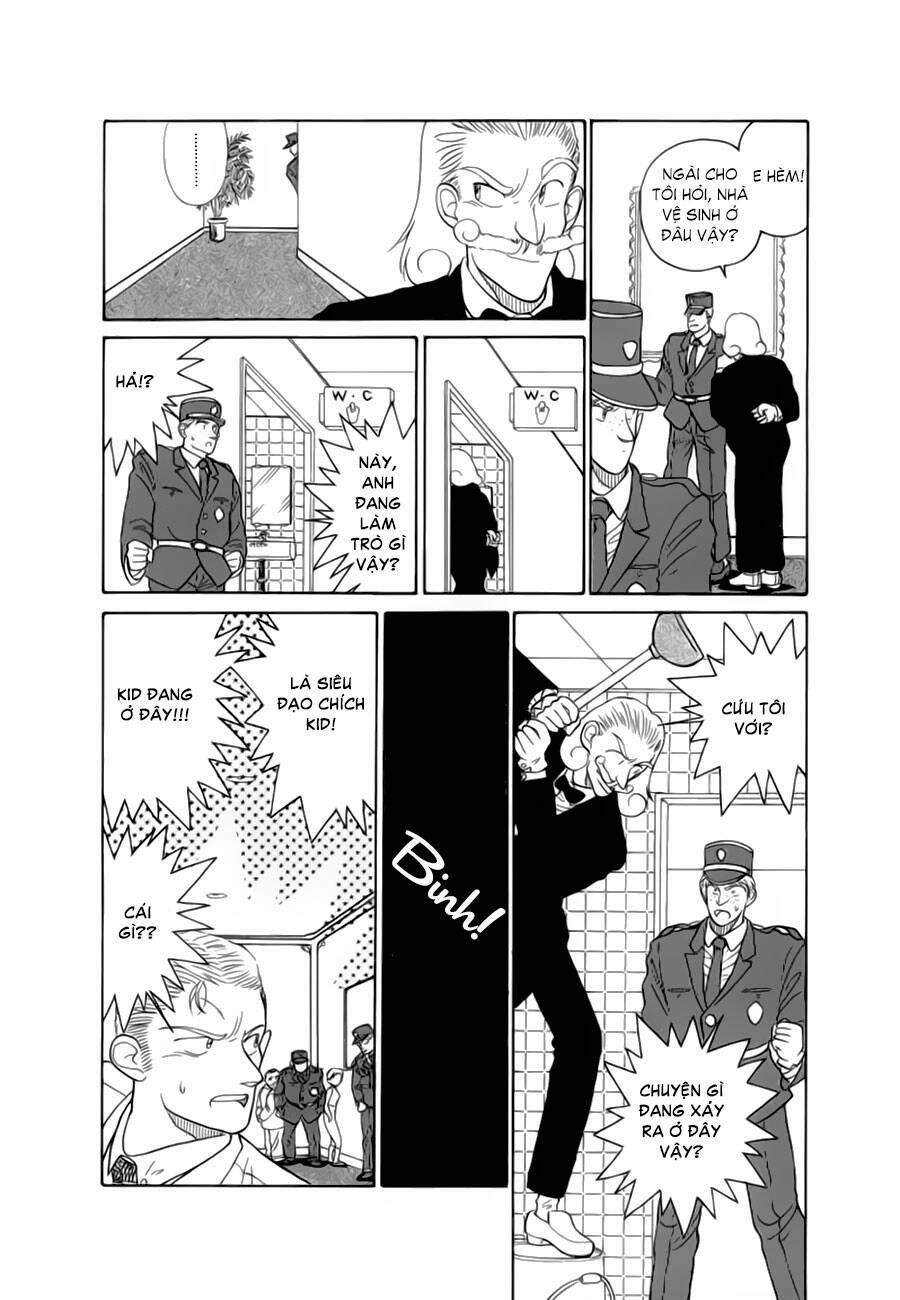 E HÈM!
NGÀI CHO
TÔI HỎI, NHÀ
VỆ SINH Ở
ĐÂU VẬY?
..........
W-C
W-C
NÀY,
ANH
ĐANG
LÀM
TRÒ GÌ
VẬY?
HẢ!?
CỨU TÔI
VỚI?
CHUYỆN GÌ
ĐANG XẢY
RA Ở ĐÂY
VẬY?
Binh!
LÀ SIÊU
ĐẠO CHÍCH
KID!
KID ĐANG
Ở ĐÂY!!!
CÁI
GÌ??